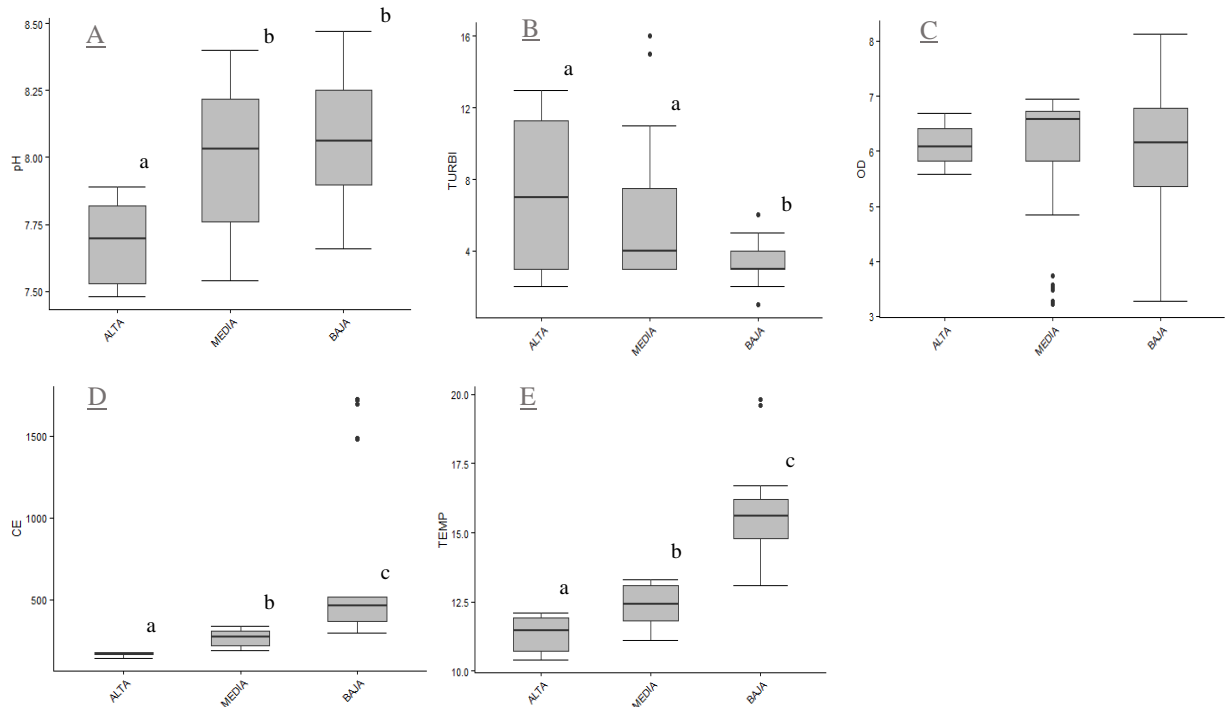 A
8.50
8.25
8.00
7.75
7.50
pH
a
b
b
ALTA
MEDIA
BAJA
B
16
12
8
4
TURBI
a
a
b
ALTA
MEDIA
BAJA
C
8
7
6
5
4
3
OD
ALTA
MEDIA
BAJA
D
1500
1000
500
CE
a
b
c
ALTA
MEDIA
BAJA
E
20.0
17.5
15.0
12.5
10.0
TEMP
a
b
c
ALTA
MEDIA
BAJA